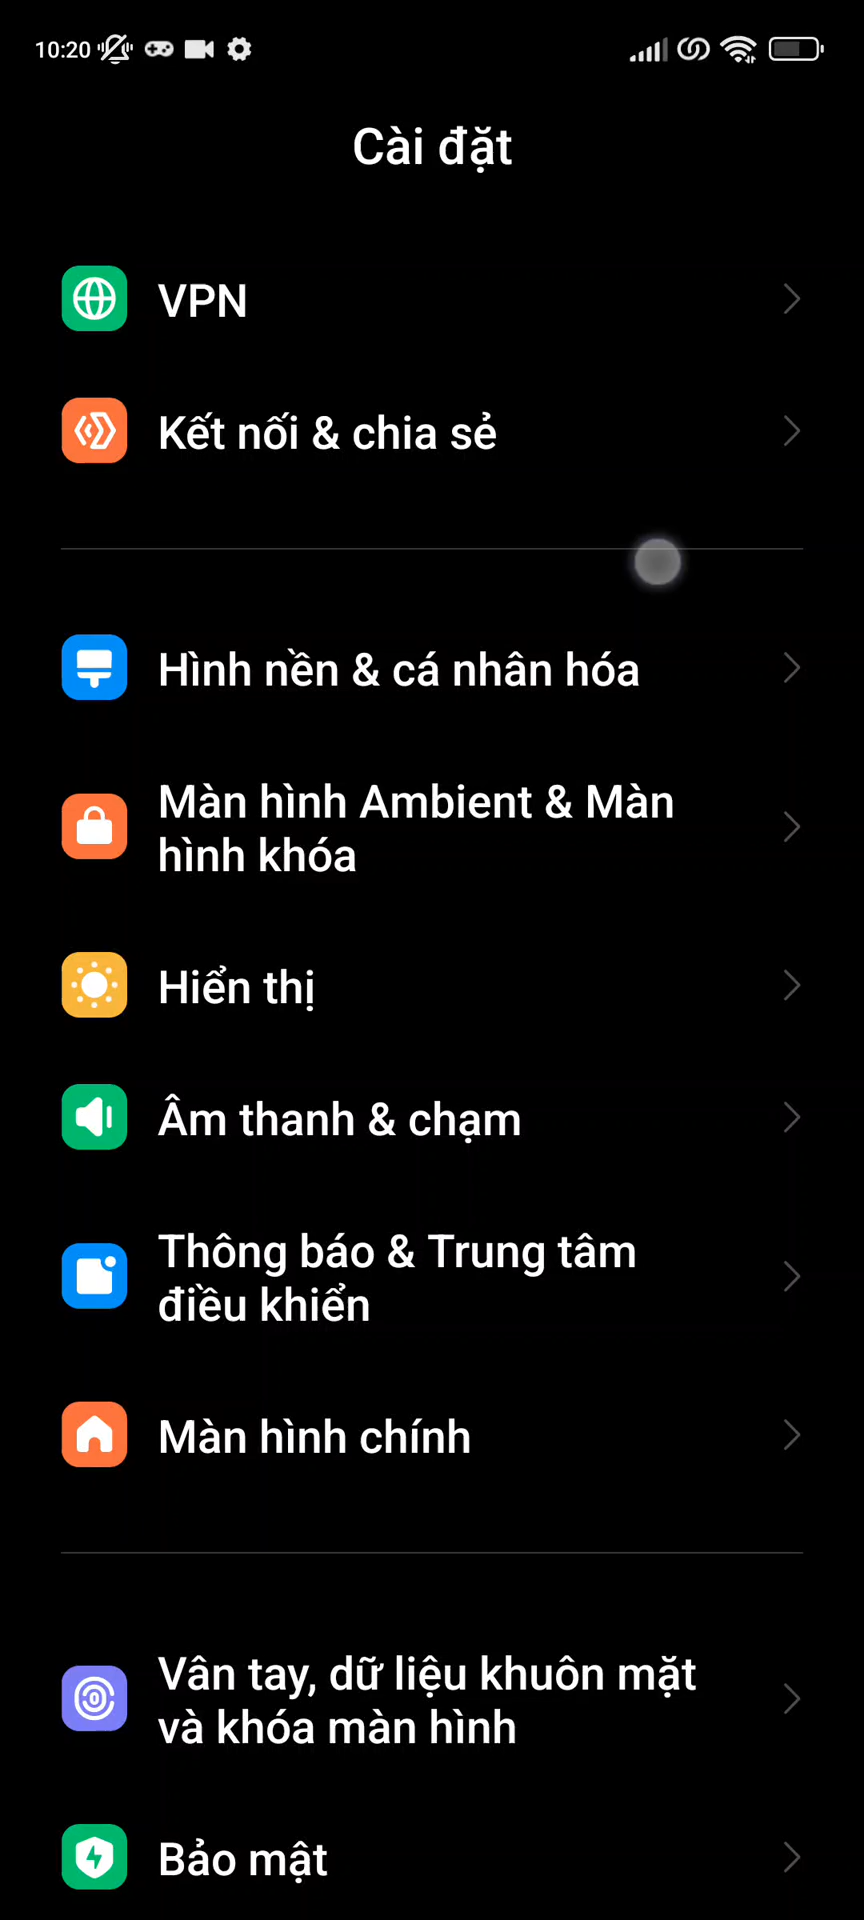 10:20
Cài đặt
VPN
Kết nối & chia sẻ
Hình nền & cá nhân hóa
Màn hình Ambient & Màn
hình khóa
Hiển thị
Âm thanh & chạm
Thông báo & Trung tâm
điều khiển
Màn hình chính
Vân tay, dữ liệu khuôn mặt
và khóa màn hình
Bảo mật